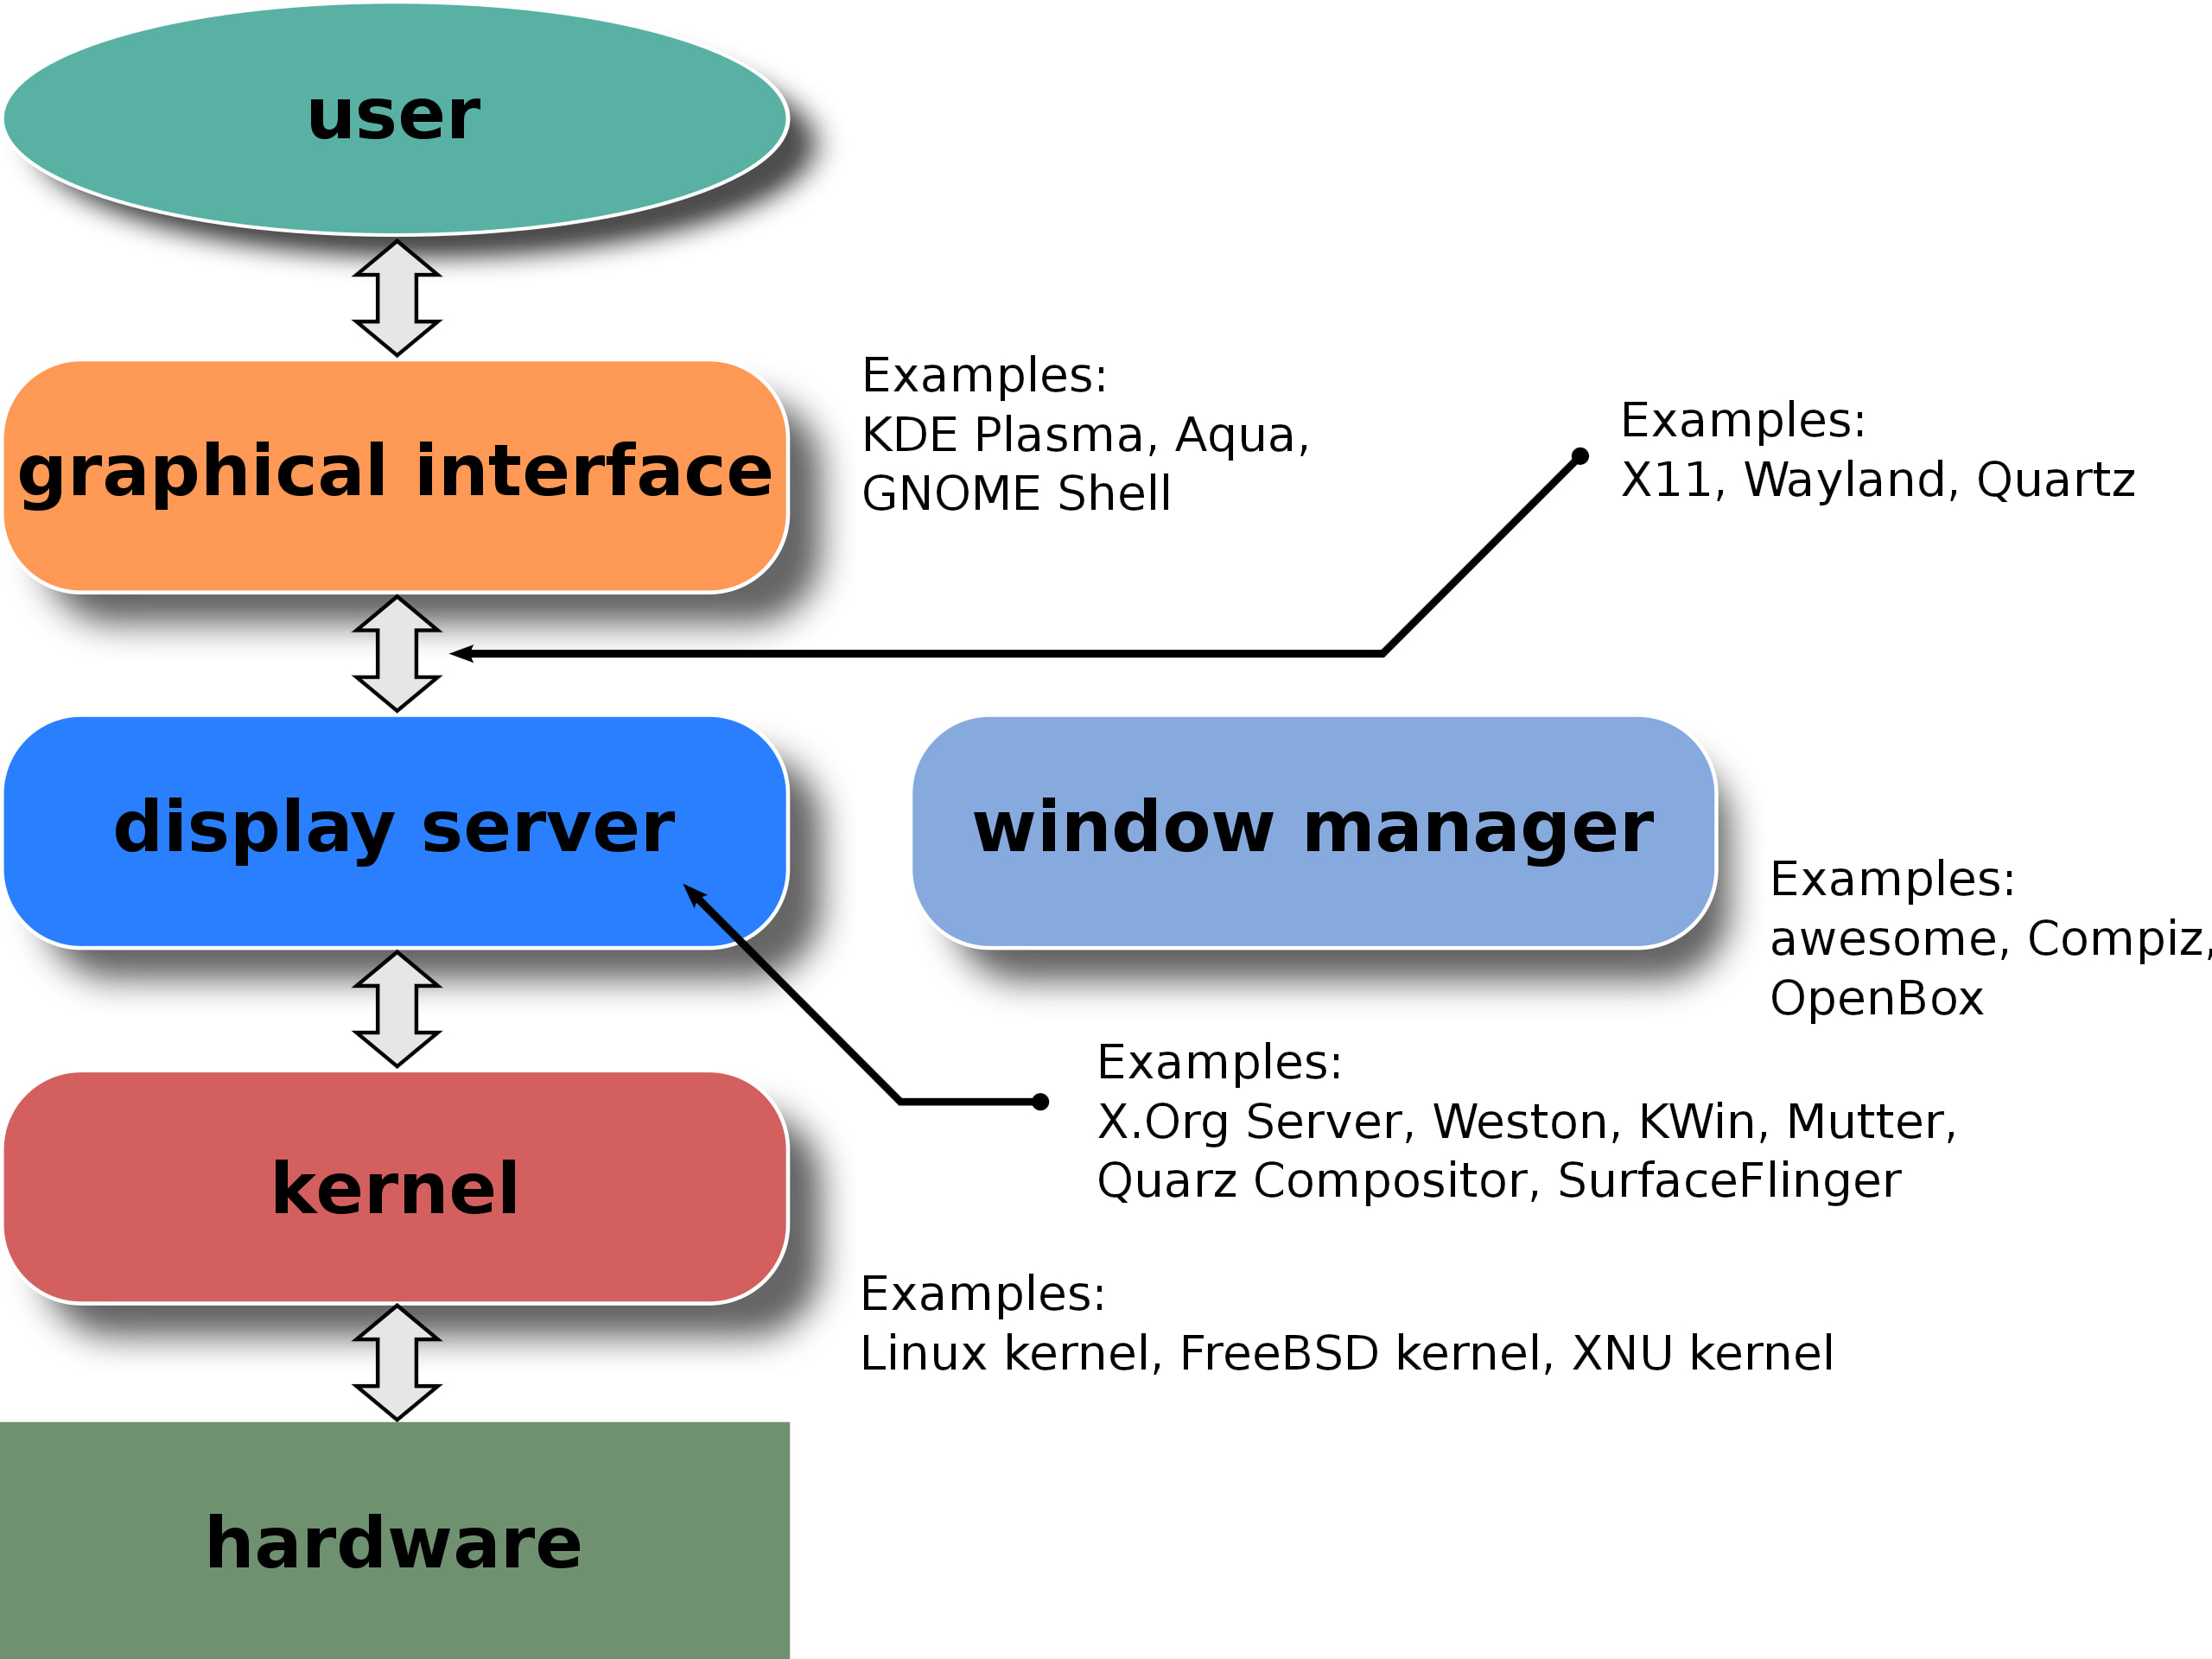 user
graphical interface
Examples:
KDE Plasma, Aqua,
GNOME Shell
Examples:
X11, Wayland, Quartz
display server
window manager
Examples:
awesome, Compiz,
OpenBox
Examples:
X.Org Server, Weston, KWin, Mutter,
Quarz Compositor, SurfaceFlinger
kernel
Examples:
Linux kernel, FreeBSD kernel, XNU kernel
hardware